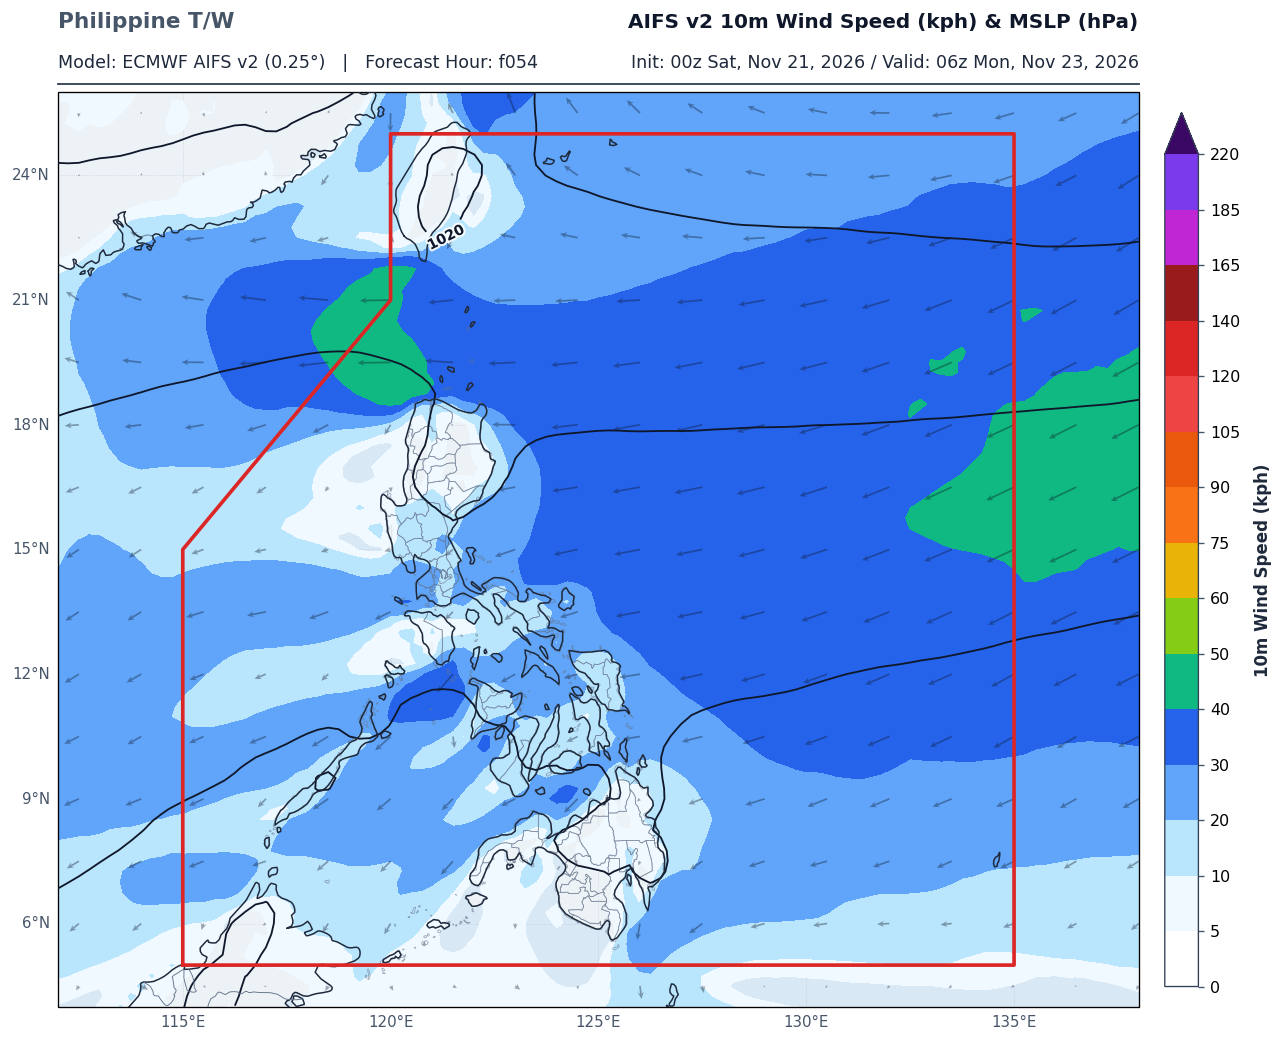 Philippine T/W
AIFS v2 10m Wind Speed (kph) & MSLP (hPa)
Model: ECMWF AIFS v2 (0.25°) | Forecast Hour: f054
Init: 00z Sat, Nov 21, 2026 / Valid: 06z Mon, Nov 23, 2026
24°N
21°N
18°N
15°N
12°N
9°N
6°N
1020
115°E
120°E
125°E
130°E
135°E
220
185
165
140
120
105
90
75
60
50
40
30
20
10
5
0
10m Wind Speed (kph)